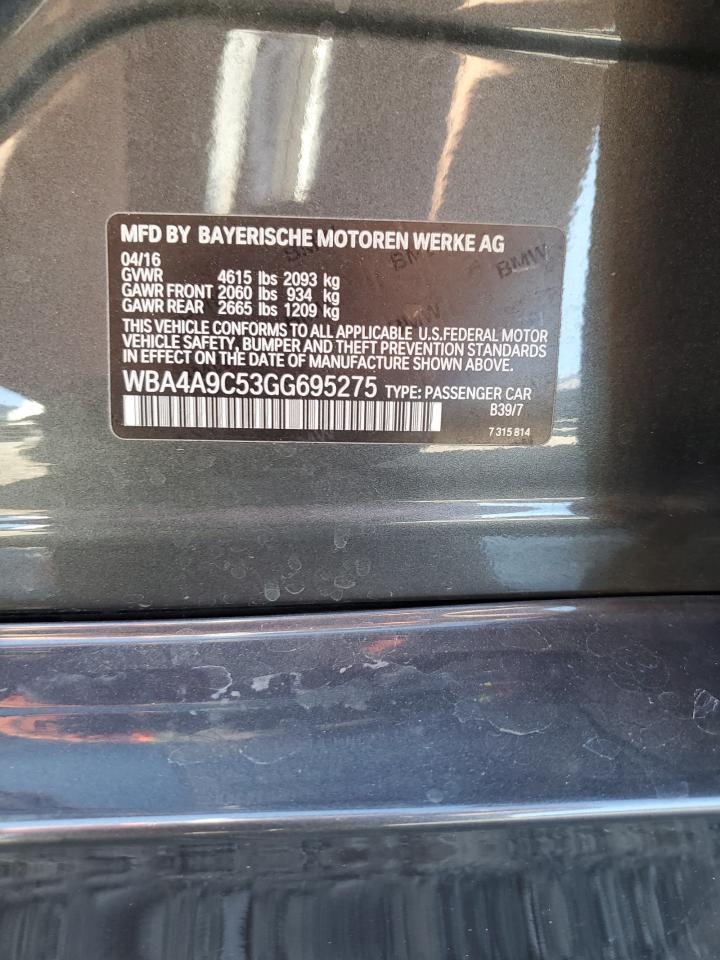 MFD BY BAYERISCHE MOTOREN WERKE AG
04/16
GVWR 4615 lbs 2093 kg
GAWR FRONT 2060 lbs 934 kg
GAWR REAR 2665 lbs 1209 kg
THIS VEHICLE CONFORMS TO ALL APPLICABLE U.S.FEDERAL MOTOR
VEHICLE SAFETY, BUMPER AND THEFT PREVENTION STANDARDS
IN EFFECT ON THE DATE OF MANUFACTURE SHOWN ABOVE.
WBA4A9C53GG695275 TYPE: PASSENGER CAR
B39/7
7 315 814
BMW